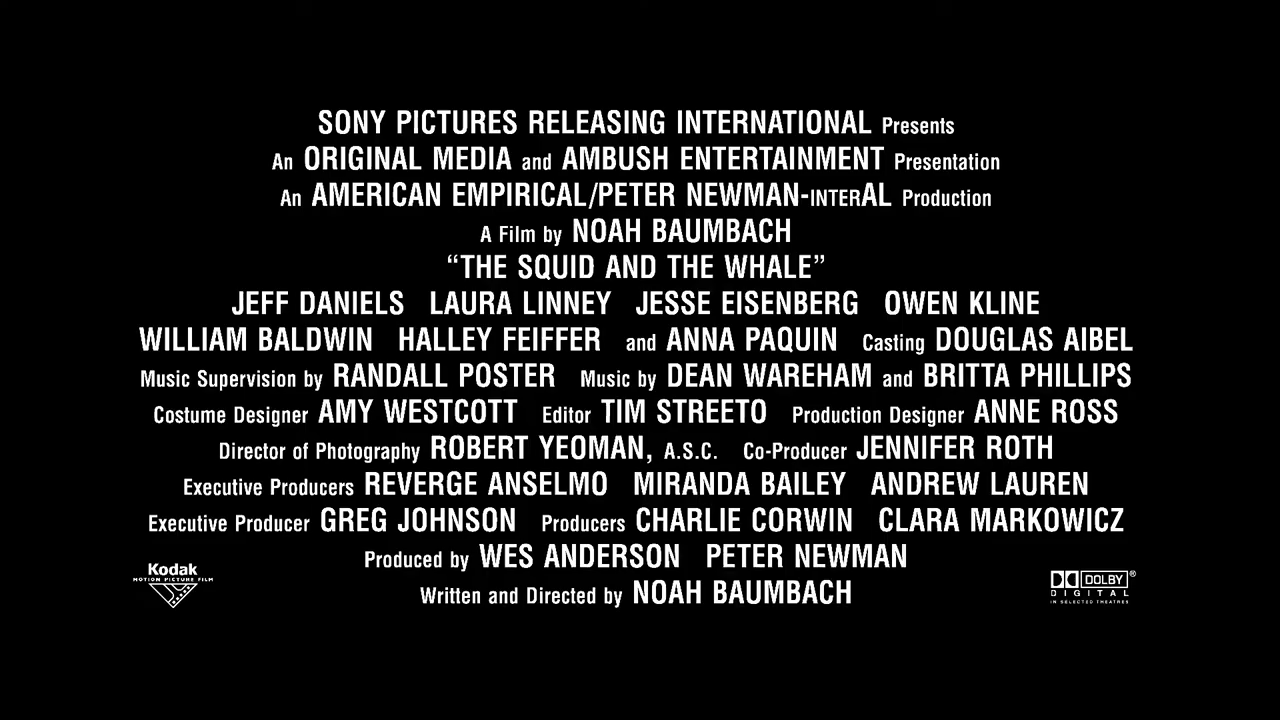 SONY PICTURES RELEASING INTERNATIONAL Presents
An ORIGINAL MEDIA and AMBUSH ENTERTAINMENT Presentation
An AMERICAN EMPIRICAL/PETER NEWMAN-INTERAL Production
A Film by NOAH BAUMBACH
“THE SQUID AND THE WHALE”
JEFF DANIELS LAURA LINNEY JESSE EISENBERG OWEN KLINE
WILLIAM BALDWIN HALLEY FEIFFER and ANNA PAQUIN Casting DOUGLAS AIBEL
Music Supervision by RANDALL POSTER Music by DEAN WAREHAM and BRITTA PHILLIPS
Costume Designer AMY WESTCOTT Editor TIM STREETO Production Designer ANNE ROSS
Director of Photography ROBERT YEOMAN, A.S.C. Co-Producer JENNIFER ROTH
Executive Producers REVERGE ANSELMO MIRANDA BAILEY ANDREW LAUREN
Executive Producer GREG JOHNSON Producers CHARLIE CORWIN CLARA MARKOWICZ
Produced by WES ANDERSON PETER NEWMAN
Written and Directed by NOAH BAUMBACH
Kodak
MOTION PICTURE FILM
DOLBY®
DIGITAL
IN SELECTED THEATRES